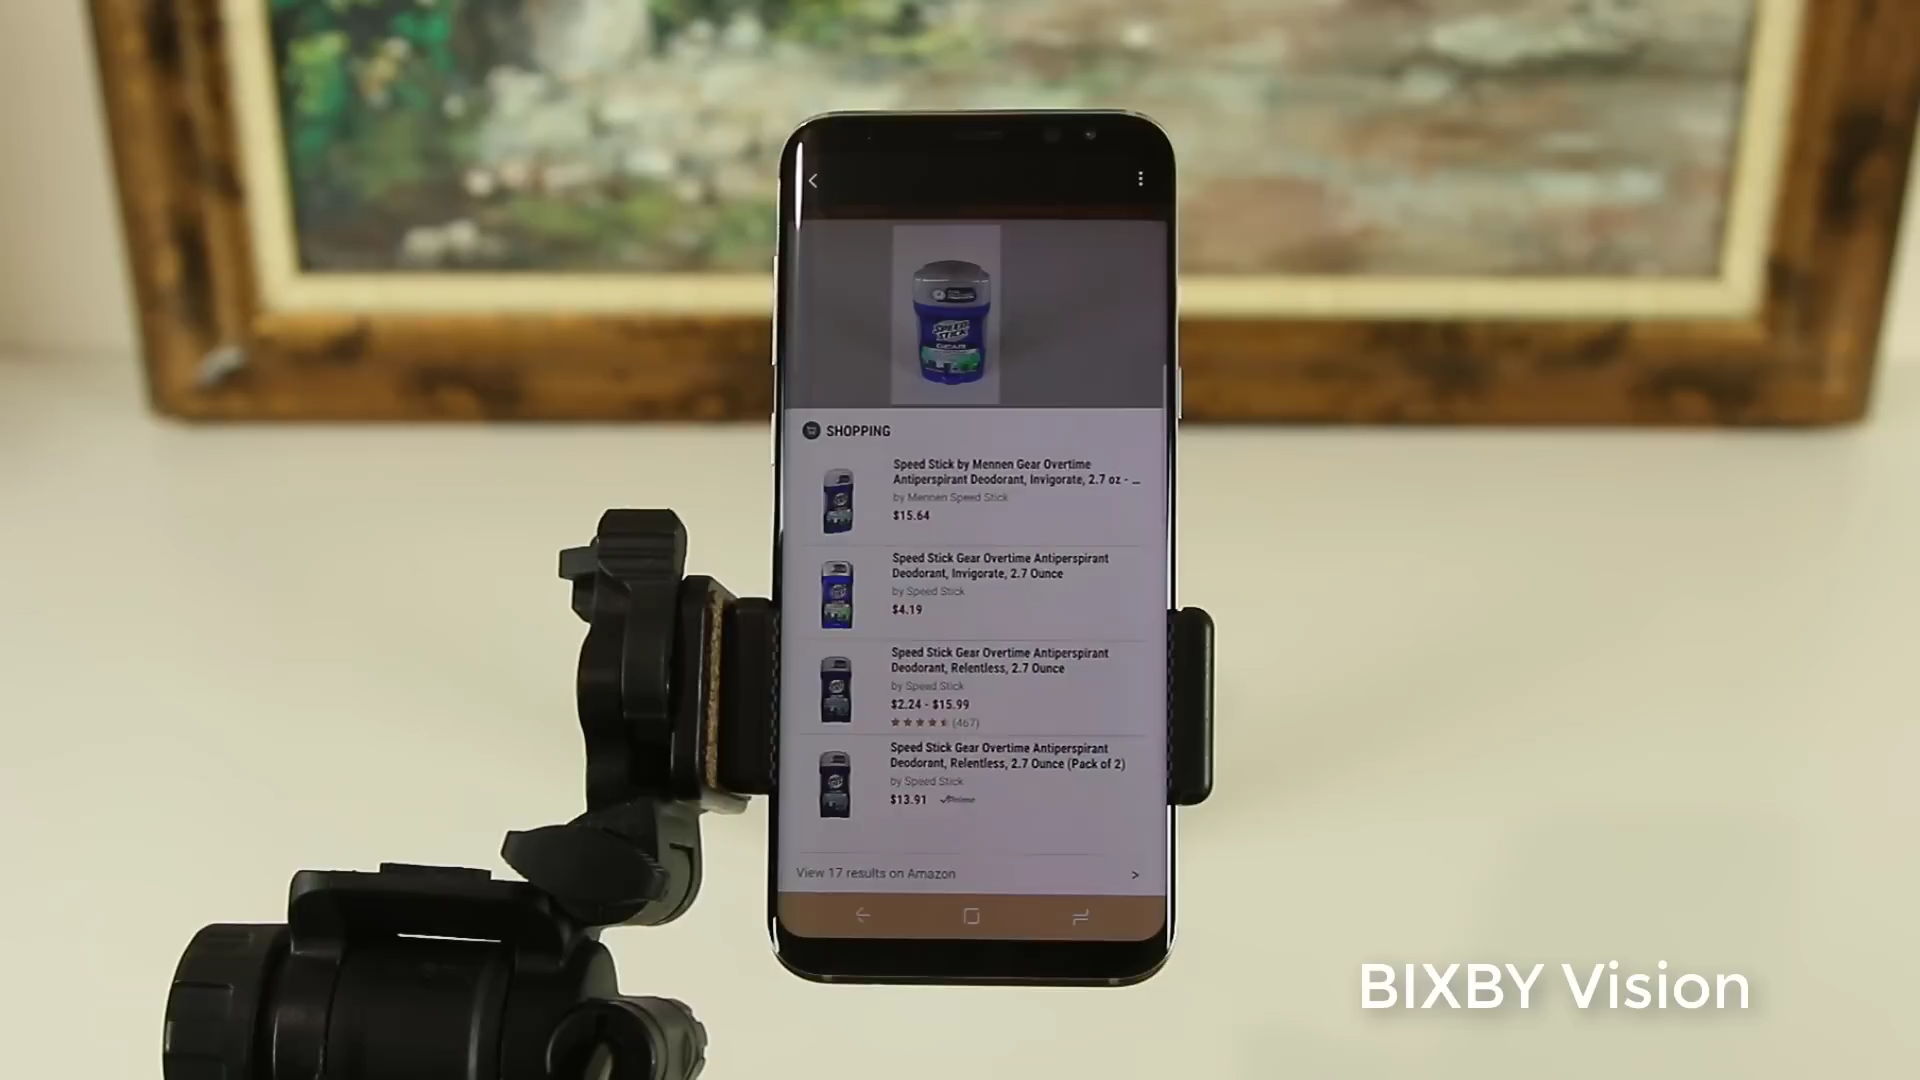 SPEED
STICK
GEAR
SHOPPING
Speed Stick by Mennen Gear Overtime
Antiperspirant Deodorant, Invigorate, 2.7 oz - ...
by Mennen Speed Stick
$15.64
Speed Stick Gear Overtime Antiperspirant
Deodorant, Invigorate, 2.7 Ounce
by Speed Stick
$4.19
Speed Stick Gear Overtime Antiperspirant
Deodorant, Relentless, 2.7 Ounce
by Speed Stick
$2.24 - $15.99
(467)
Speed Stick Gear Overtime Antiperspirant
Deodorant, Relentless, 2.7 Ounce (Pack of 2)
by Speed Stick
$13.91 Prime
View 17 results on Amazon >
BIXBY Vision